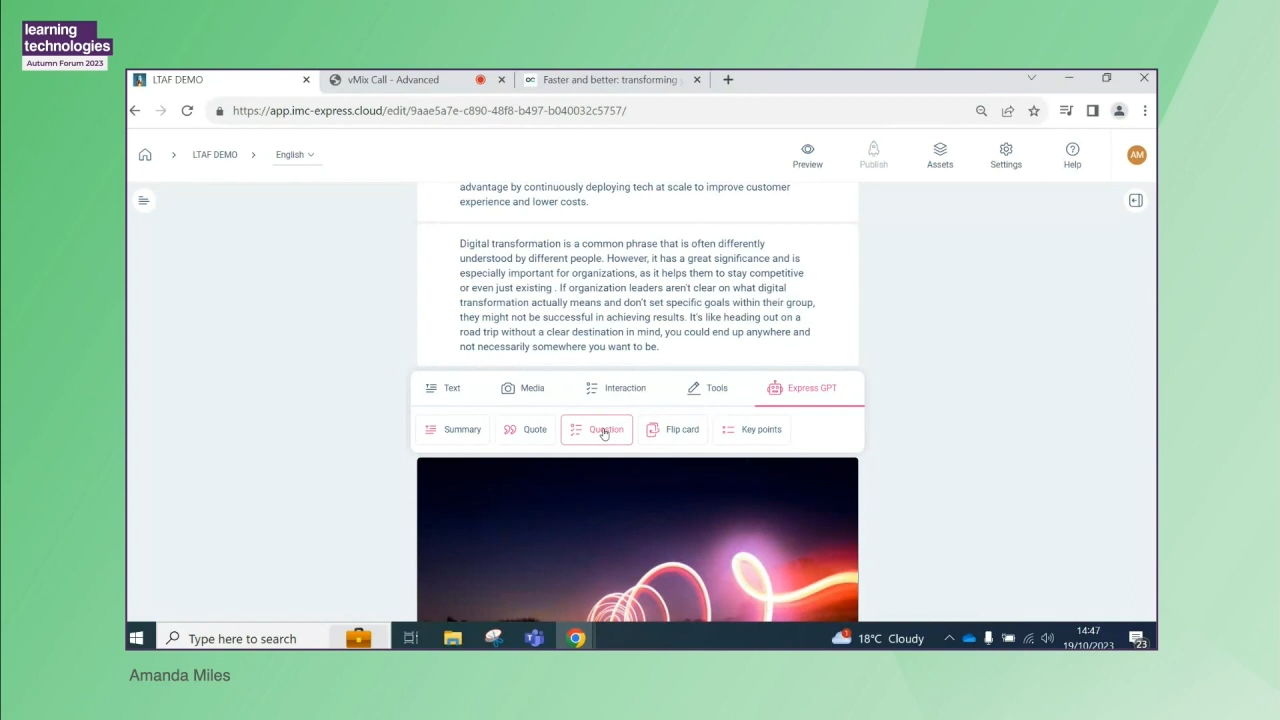 learning
technologies
Autumn Forum 2023
LTAF DEMO
vMix Call - Advanced
Faster and better: transforming
https://app.imc-express.cloud/edit/9aae5a7e-c890-48f8-b497-b040032c5757/
LTAF DEMO
English
Preview
Publish
Assets
Settings
Help
AM
advantage by continuously deploying tech at scale to improve customer
experience and lower costs.
Digital transformation is a common phrase that is often differently
understood by different people. However, it has a great significance and is
especially important for organizations, as it helps them to stay competitive
or even just existing . If organization leaders aren't clear on what digital
transformation actually means and don't set specific goals within their group,
they might not be successful in achieving results. It's like heading out on a
road trip without a clear destination in mind, you could end up anywhere and
not necessarily somewhere you want to be.
Text
Media
Interaction
Tools
Express GPT
Summary
Quote
Question
Flip card
Key points
Type here to search
18°C Cloudy
14:47
19/10/2023
23
Amanda Miles